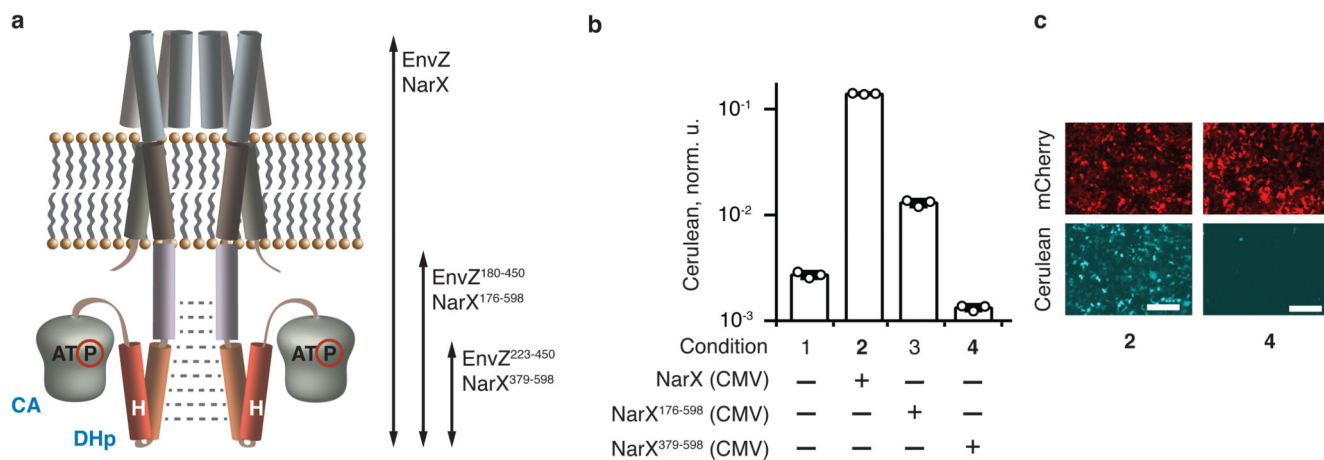 a
EnvZ
NarX
EnvZ180-450
NarX176-598
EnvZ223-450
NarX379-598
ATP
ATP
CA
H
H
DHp
b
Cerulean, norm. u.
10-1
10-2
10-3
Condition 1 2 3 4
NarX (CMV) — + — —
NarX176-598 (CMV) — — + —
NarX379-598 (CMV) — — — +
c
Cerulean mCherry
2 4